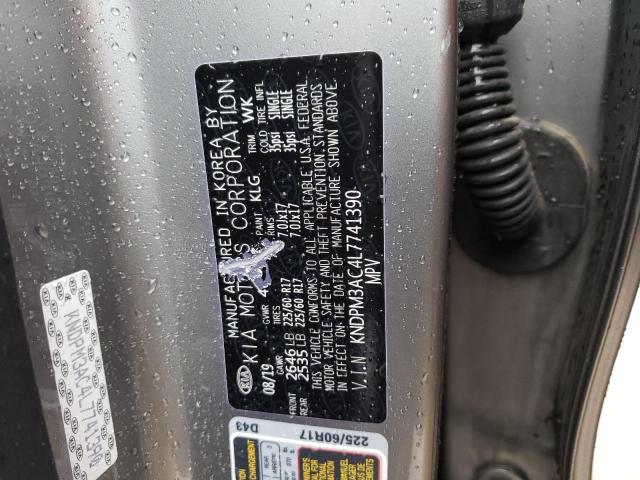 MANUFACTURED IN KOREA BY
KIA KIA MOTORS CORPORATION
08/19 GVWR PAINT KLG TRIM WK
GAWR TIRES RIMS COLD TIRE INFL
FRONT 2646 LB 225/60 R17 7.0Jx17 35psi SINGLE
REAR 2535 LB 225/60 R17 7.0Jx17 35psi SINGLE
THIS VEHICLE CONFORMS TO ALL APPLICABLE U.S.A. FEDERAL
MOTOR VEHICLE SAFETY AND THEFT PREVENTION STANDARDS
IN EFFECT ON THE DATE OF MANUFACTURE SHOWN ABOVE.
V.I.N KNDPM3AC4L7741390
MPV
KNDPM3AC4L7741390
D43
225/60R17